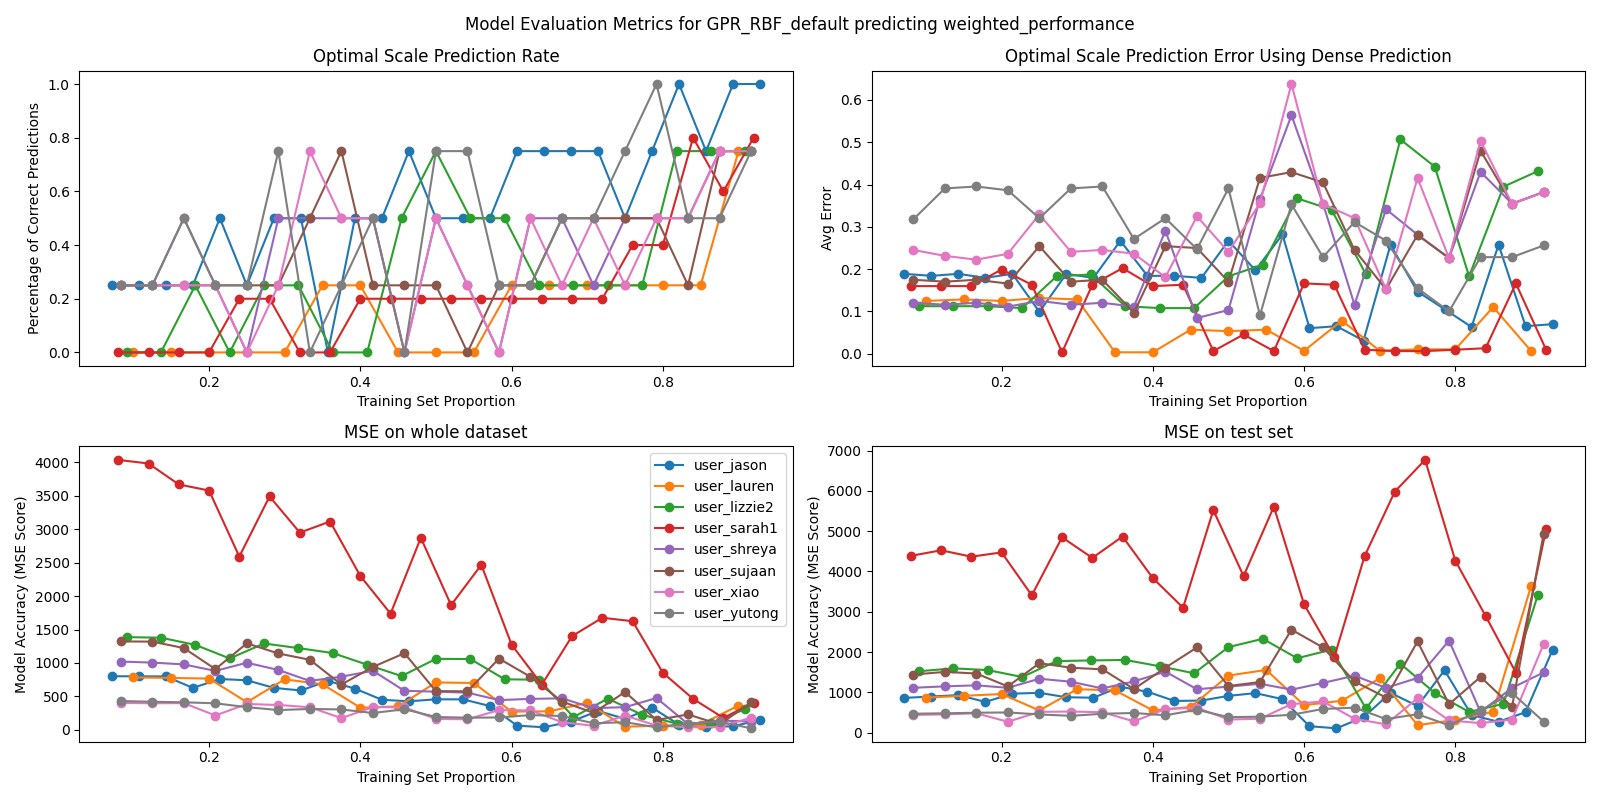 Model Evaluation Metrics for GPR_RBF_default predicting weighted_performance
Optimal Scale Prediction Rate
Percentage of Correct Predictions
1.0
0.8
0.6
0.4
0.2
0.0
0.2 0.4 0.6 0.8
Training Set Proportion
Optimal Scale Prediction Error Using Dense Prediction
Avg Error
0.6
0.5
0.4
0.3
0.2
0.1
0.0
0.2 0.4 0.6 0.8
Training Set Proportion
MSE on whole dataset
Model Accuracy (MSE Score)
4000
3500
3000
2500
2000
1500
1000
500
0
0.2 0.4 0.6 0.8
Training Set Proportion
user_jason
user_lauren
user_lizzie2
user_sarah1
user_shreya
user_sujaan
user_xiao
user_yutong
MSE on test set
Model Accuracy (MSE Score)
7000
6000
5000
4000
3000
2000
1000
0
0.2 0.4 0.6 0.8
Training Set Proportion